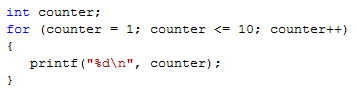 int counter;
for (counter = 1; counter <= 10; counter++)
{
   printf("%d\n", counter);
}